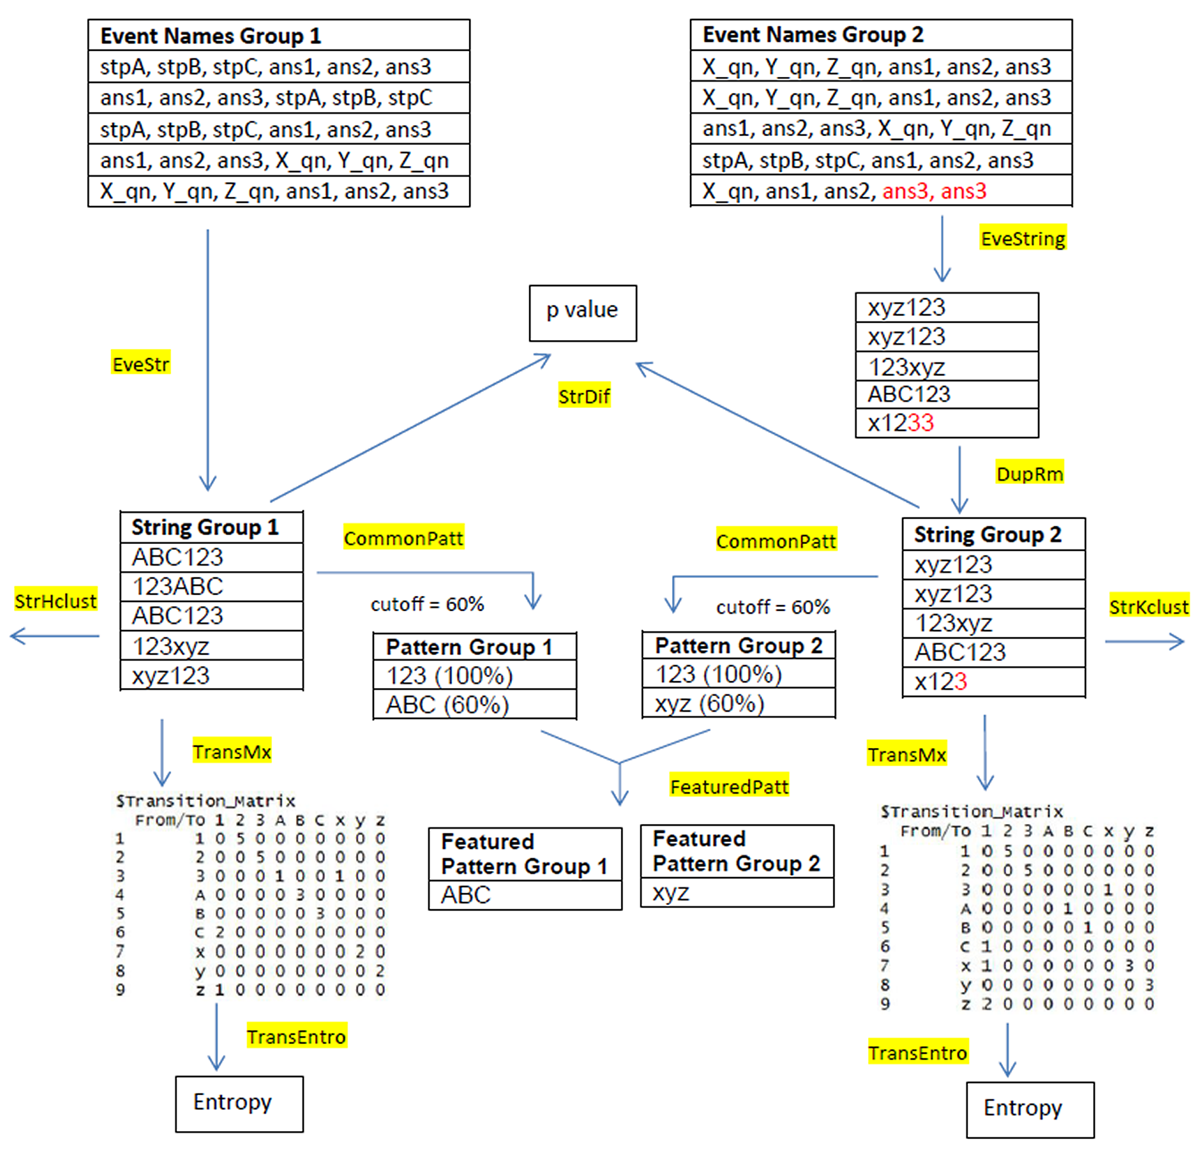 Event Names Group 1
stpA, stpB, stpC, ans1, ans2, ans3
ans1, ans2, ans3, stpA, stpB, stpC
stpA, stpB, stpC, ans1, ans2, ans3
ans1, ans2, ans3, X_qn, Y_qn, Z_qn
X_qn, Y_qn, Z_qn, ans1, ans2, ans3
Event Names Group 2
X_qn, Y_qn, Z_qn, ans1, ans2, ans3
X_qn, Y_qn, Z_qn, ans1, ans2, ans3
ans1, ans2, ans3, X_qn, Y_qn, Z_qn
stpA, stpB, stpC, ans1, ans2, ans3
X_qn, ans1, ans2, ans3, ans3
EveString
xyz123
xyz123
123xyz
ABC123
x1233
p value
EveStr
StrDif
DupRm
String Group 1
ABC123
123ABC
ABC123
123xyz
xyz123
CommonPatt
cutoff = 60%
CommonPatt
cutoff = 60%
String Group 2
xyz123
xyz123
123xyz
ABC123
x123
StrHclust
StrKclust
Pattern Group 1
123 (100%)
ABC (60%)
Pattern Group 2
123 (100%)
xyz (60%)
TransMx
FeaturedPatt
TransMx
$Transition_Matrix
From/To 1 2 3 A B C x y z
1 1 0 5 0 0 0 0 0 0 0
2 2 0 0 5 0 0 0 0 0 0
3 3 0 0 0 1 0 0 1 0 0
4 A 0 0 0 0 3 0 0 0 0
5 B 0 0 0 0 0 3 0 0 0
6 C 2 0 0 0 0 0 0 0 0
7 x 0 0 0 0 0 0 0 2 0
8 y 0 0 0 0 0 0 0 0 2
9 z 1 0 0 0 0 0 0 0 0
Featured
Pattern Group 1
ABC
Featured
Pattern Group 2
xyz
$Transition_Matrix
From/To 1 2 3 A B C x y z
1 1 0 5 0 0 0 0 0 0 0
2 2 0 0 5 0 0 0 0 0 0
3 3 0 0 0 0 0 0 1 0 0
4 A 0 0 0 0 1 0 0 0 0
5 B 0 0 0 0 0 1 0 0 0
6 C 1 0 0 0 0 0 0 0 0
7 x 1 0 0 0 0 0 0 3 0
8 y 0 0 0 0 0 0 0 0 3
9 z 2 0 0 0 0 0 0 0 0
TransEntro
TransEntro
Entropy
Entropy